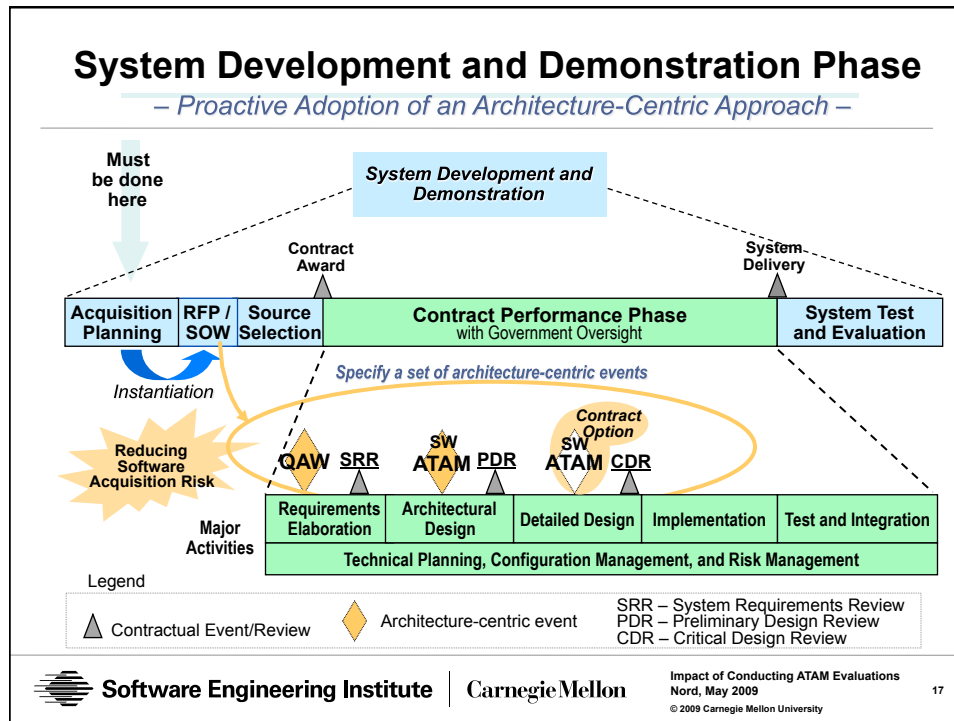 System Development and Demonstration Phase
– Proactive Adoption of an Architecture-Centric Approach –
Must
be done
here
System Development and
Demonstration
Contract
Award
System
Delivery
Acquisition
Planning
RFP /
SOW
Source
Selection
Contract Performance Phase
with Government Oversight
System Test
and Evaluation
Instantiation
Specify a set of architecture-centric events
Reducing
Software
Acquisition Risk
QAW
SRR
SW
ATAM
PDR
Contract
Option
SW
ATAM
CDR
Major
Activities
Requirements
Elaboration
Architectural
Design
Detailed Design
Implementation
Test and Integration
Technical Planning, Configuration Management, and Risk Management
Legend
Contractual Event/Review
Architecture-centric event
SRR – System Requirements Review
PDR – Preliminary Design Review
CDR – Critical Design Review
Software Engineering Institute
Carnegie Mellon
Impact of Conducting ATAM Evaluations
Nord, May 2009
© 2009 Carnegie Mellon University
17